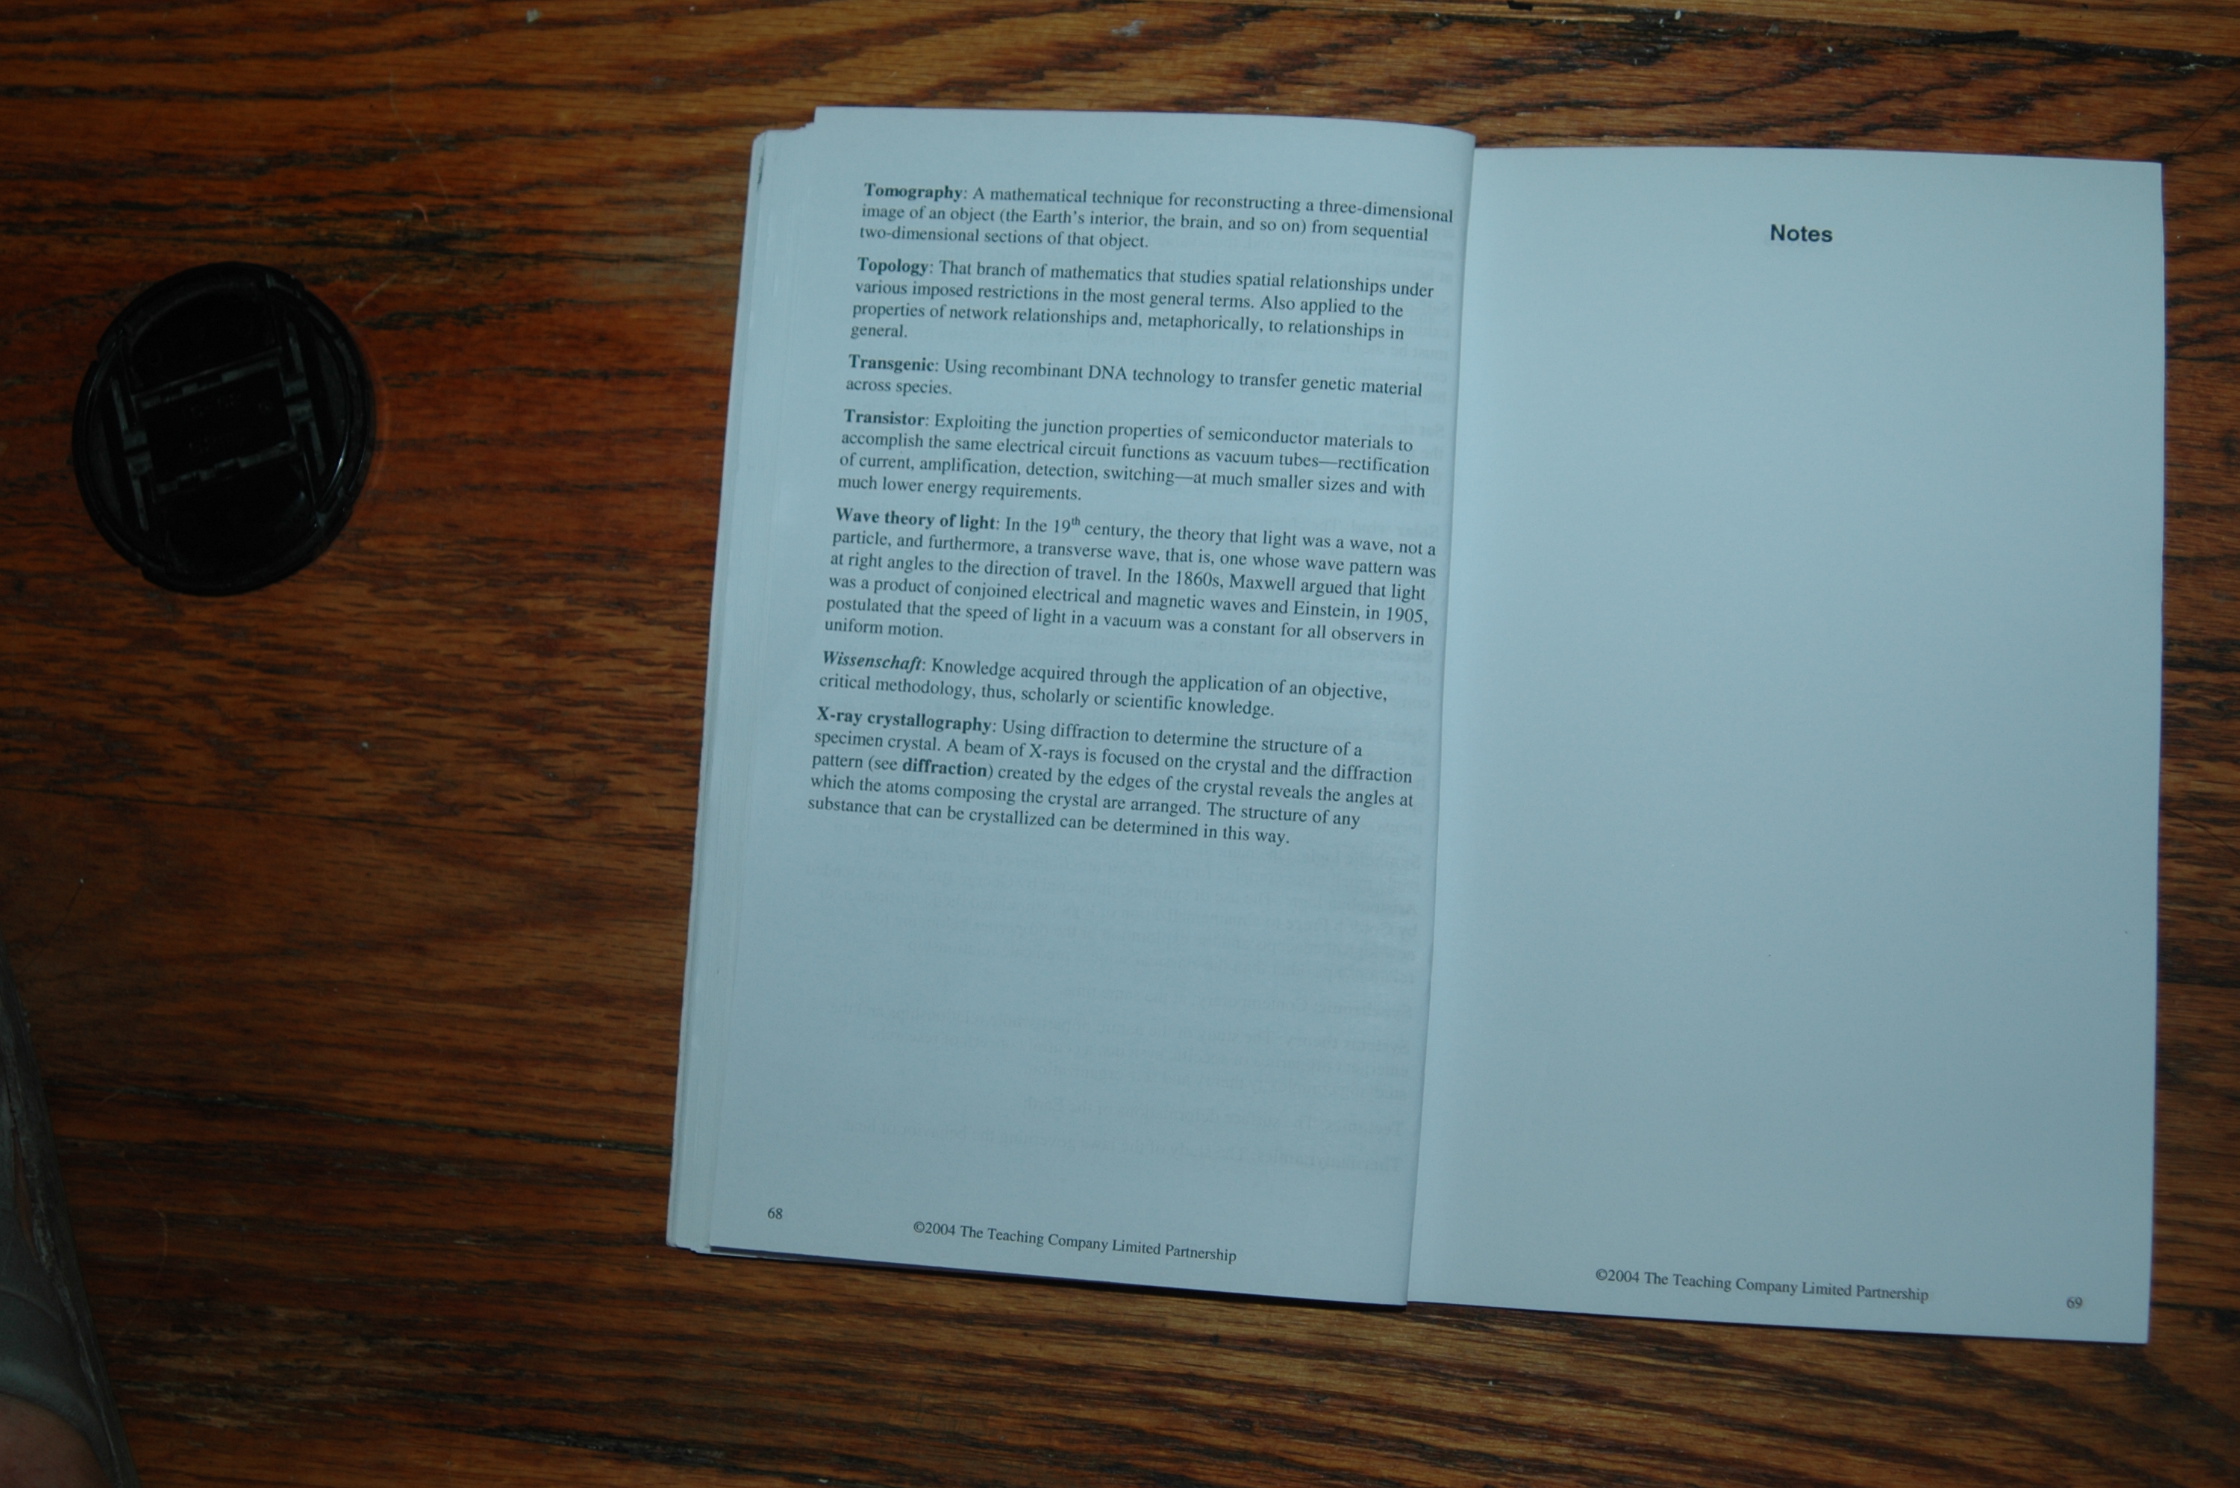 Tomography: A mathematical technique for reconstructing a three-dimensional
image of an object (the Earth's interior, the brain, and so on) from sequential
two-dimensional sections of that object.
Topology: That branch of mathematics that studies spatial relationships under
various imposed restrictions in the most general terms. Also applied to the
properties of network relationships and, metaphorically, to relationships in
general.
Transgenic: Using recombinant DNA technology to transfer genetic material
across species.
Transistor: Exploiting the junction properties of semiconductor materials to
accomplish the same electrical circuit functions as vacuum tubes—rectification
of current, amplification, detection, switching—at much smaller sizes and with
much lower energy requirements.
Wave theory of light: In the 19th century, the theory that light was a wave, not a
particle, and furthermore, a transverse wave, that is, one whose wave pattern was
at right angles to the direction of travel. In the 1860s, Maxwell argued that light
was a product of conjoined electrical and magnetic waves and Einstein, in 1905,
postulated that the speed of light in a vacuum was a constant for all observers in
uniform motion.
Wissenschaft: Knowledge acquired through the application of an objective,
critical methodology, thus, scholarly or scientific knowledge.
X-ray crystallography: Using diffraction to determine the structure of a
specimen crystal. A beam of X-rays is focused on the crystal and the diffraction
pattern (see diffraction) created by the edges of the crystal reveals the angles at
which the atoms composing the crystal are arranged. The structure of any
substance that can be crystallized can be determined in this way.
68
©2004 The Teaching Company Limited Partnership
Notes
©2004 The Teaching Company Limited Partnership
69